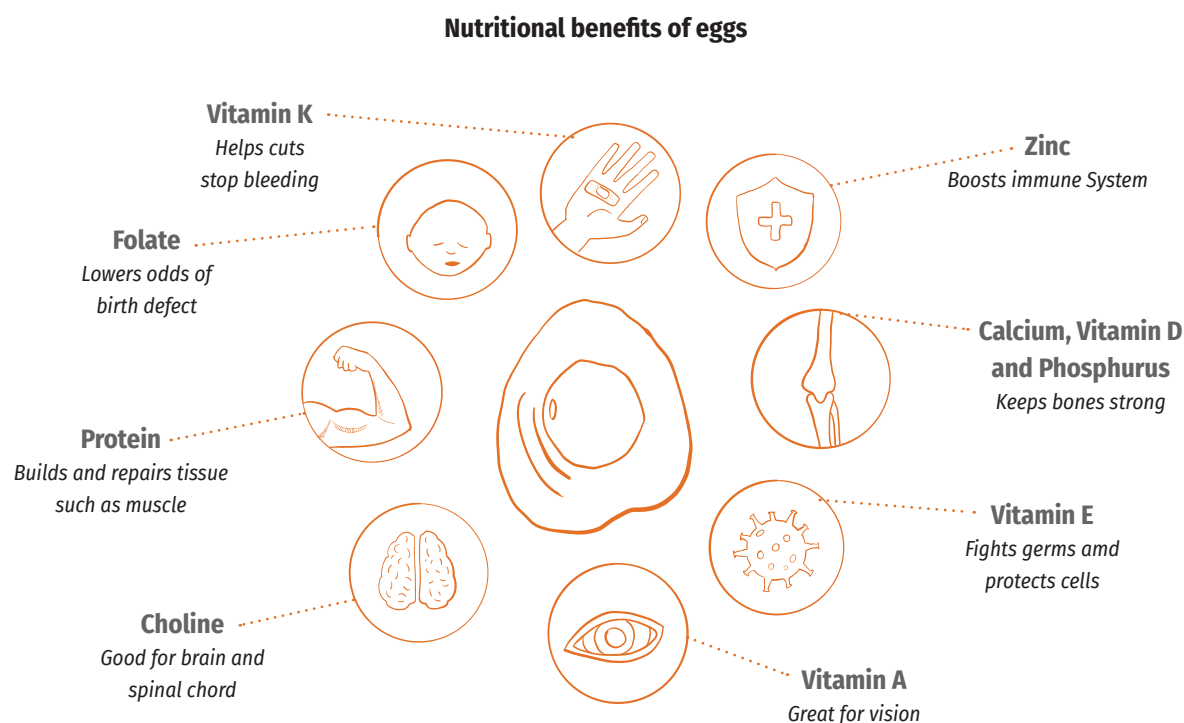 Nutritional benefits of eggs
Vitamin K
Helps cuts
stop bleeding
Zinc
Boosts immune System
Folate
Lowers odds of
birth defect
Calcium, Vitamin D
and Phosphurus
Keeps bones strong
Protein
Builds and repairs tissue
such as muscle
Vitamin E
Fights germs amd
protects cells
Choline
Good for brain and
spinal chord
Vitamin A
Great for vision